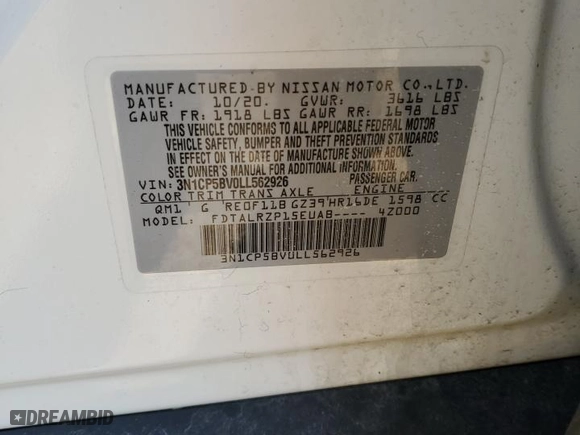 MANUFACTURED BY NISSAN MOTOR CO.,LTD.
DATE: 10/20. GVWR: 3616 LBS
GAWR FR: 1918 LBS GAWR RR: 1698 LBS
THIS VEHICLE CONFORMS TO ALL APPLICABLE FEDERAL MOTOR
VEHICLE SAFETY, BUMPER AND THEFT PREVENTION STANDARDS
IN EFFECT ON THE DATE OF MANUFACTURE SHOWN ABOVE.
SEE OWNER'S MANUAL FOR ADDITIONAL INFORMATION.
VIN: 3N1CP5BV0LL562926 PASSENGER CAR.
COLOR TRIM TRANS AXLE ENGINE
QM1 G RE0F11B GZ39 HR16DE 1598 CC
MODEL: FDTALRZP15EUAB---- 4Z000
3N1CP5BV0LL562926
DREAMBID